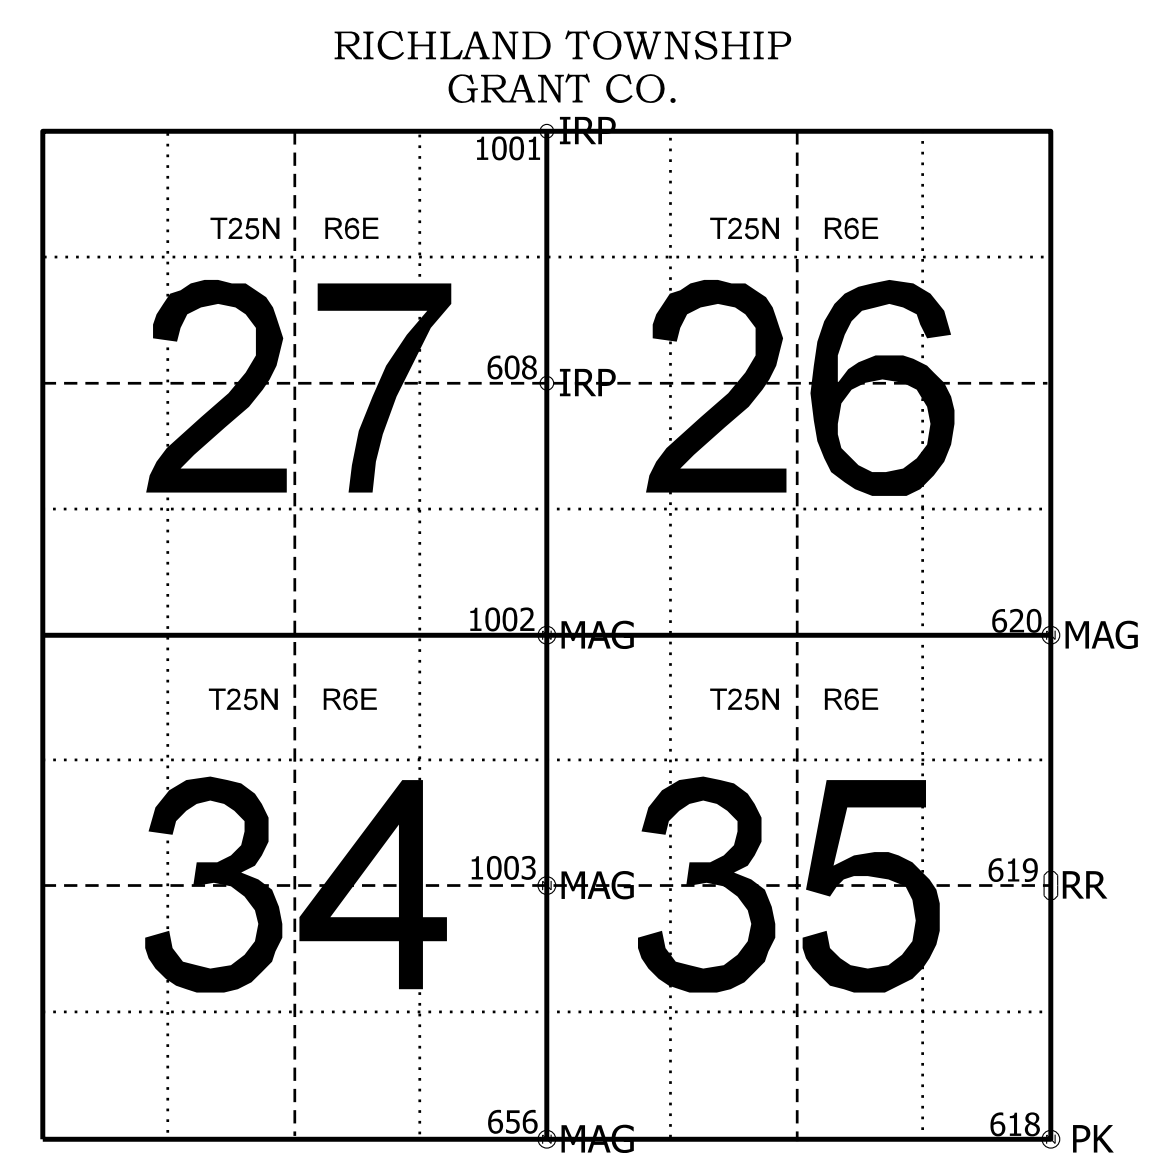 RICHLAND TOWNSHIP
GRANT CO.
1001 IRP
T25N R6E T25N R6E
27 26
608 IRP
1002 MAG 620 MAG
T25N R6E T25N R6E
34 35
1003 MAG 619 RR
656 MAG 618 PK